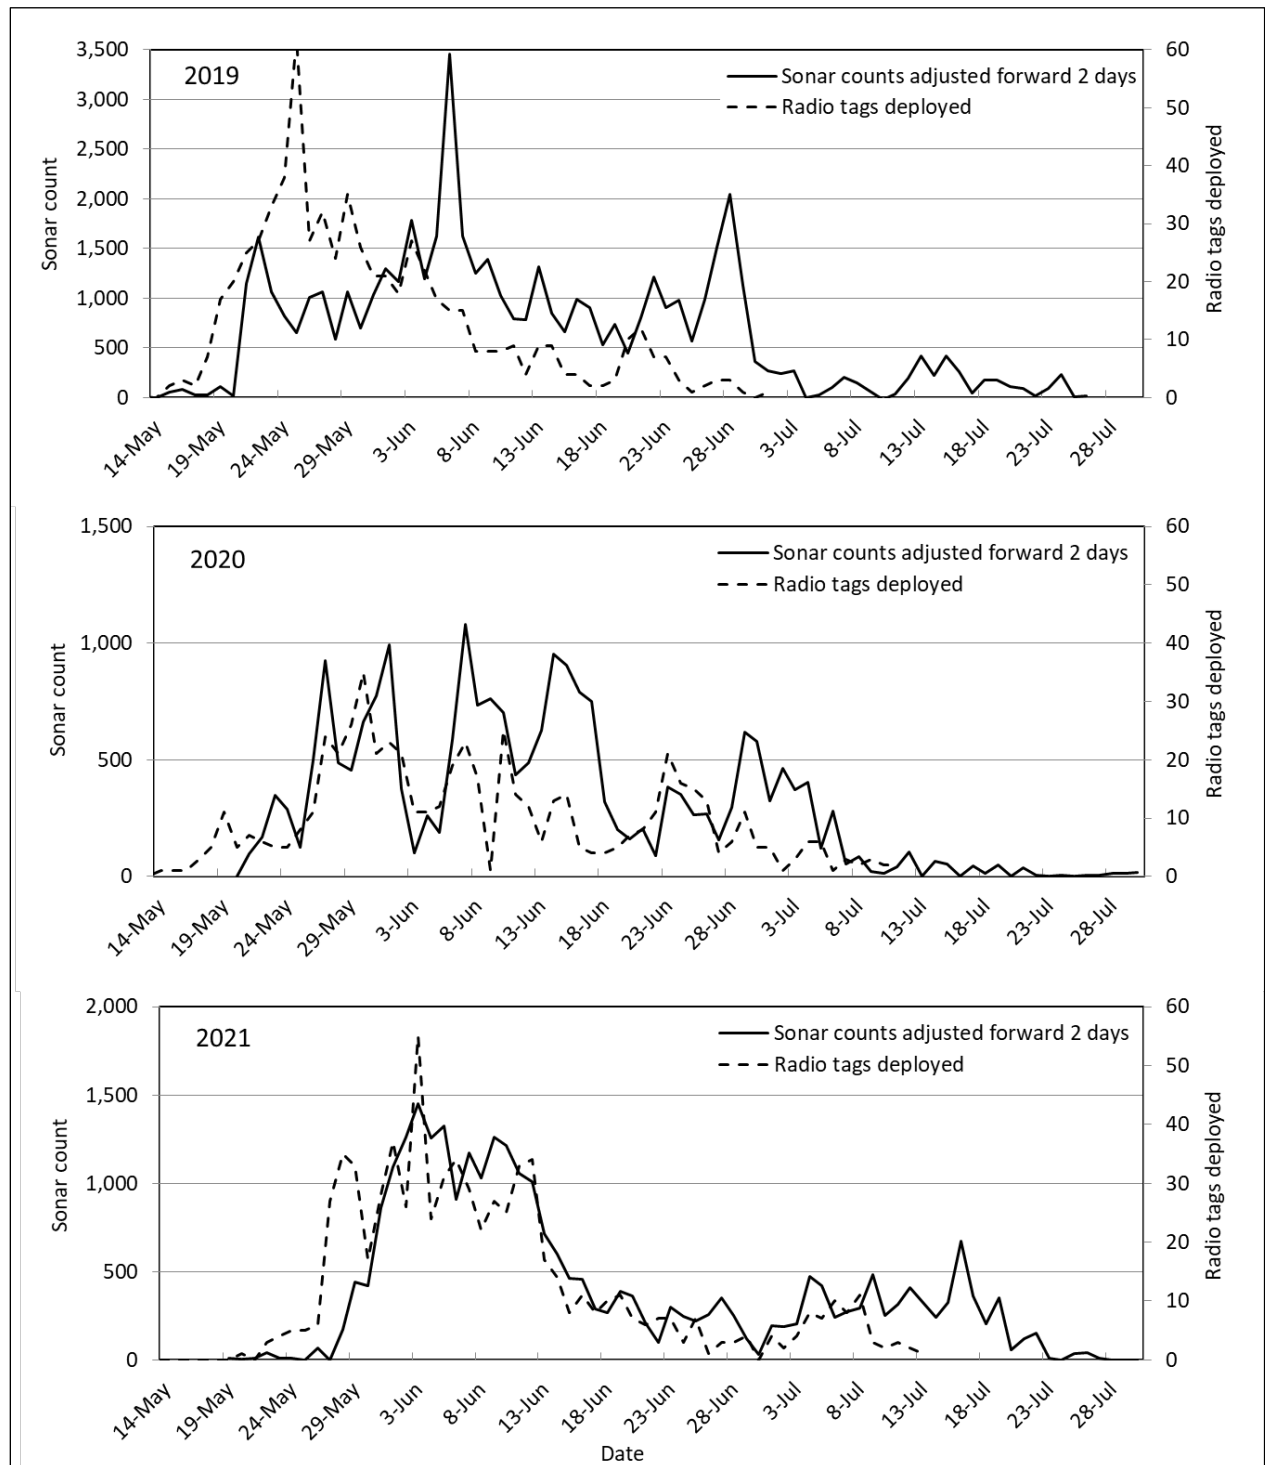 2019
Sonar counts adjusted forward 2 days
Radio tags deployed
3,500
3,000
2,500
2,000
1,500
1,000
500
0
Sonar count
60
50
40
30
20
10
0
Radio tags deployed
14-May
19-May
24-May
29-May
3-Jun
8-Jun
13-Jun
18-Jun
23-Jun
28-Jun
3-Jul
8-Jul
13-Jul
18-Jul
23-Jul
28-Jul
2020
Sonar counts adjusted forward 2 days
Radio tags deployed
1,500
1,000
500
0
Sonar count
60
50
40
30
20
10
0
Radio tags deployed
14-May
19-May
24-May
29-May
3-Jun
8-Jun
13-Jun
18-Jun
23-Jun
28-Jun
3-Jul
8-Jul
13-Jul
18-Jul
23-Jul
28-Jul
2021
Sonar counts adjusted forward 2 days
Radio tags deployed
2,000
1,500
1,000
500
0
Sonar count
60
50
40
30
20
10
0
Radio tags deployed
14-May
19-May
24-May
29-May
3-Jun
8-Jun
13-Jun
18-Jun
23-Jun
28-Jun
3-Jul
8-Jul
13-Jul
18-Jul
23-Jul
28-Jul
Date